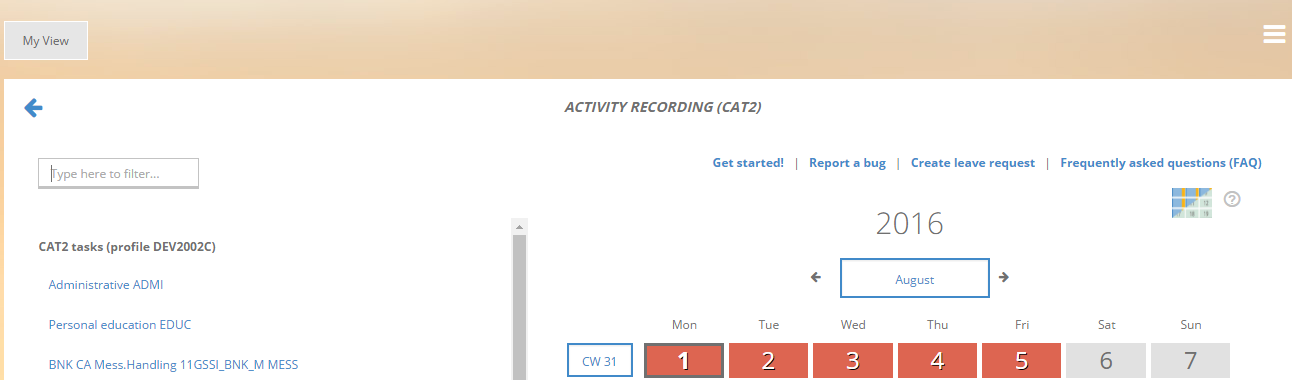 My View
ACTIVITY RECORDING (CAT2)
Get started! | Report a bug | Create leave request | Frequently asked questions (FAQ)
Type here to filter...
?
2016
CAT2 tasks (profile DEV2002C)
August
Administrative ADMI
Personal education EDUC
Mon Tue Wed Thu Fri Sat Sun
BNK CA Mess.Handling 11GSSI_BNK_M MESS
CW 31 1 2 3 4 5 6 7